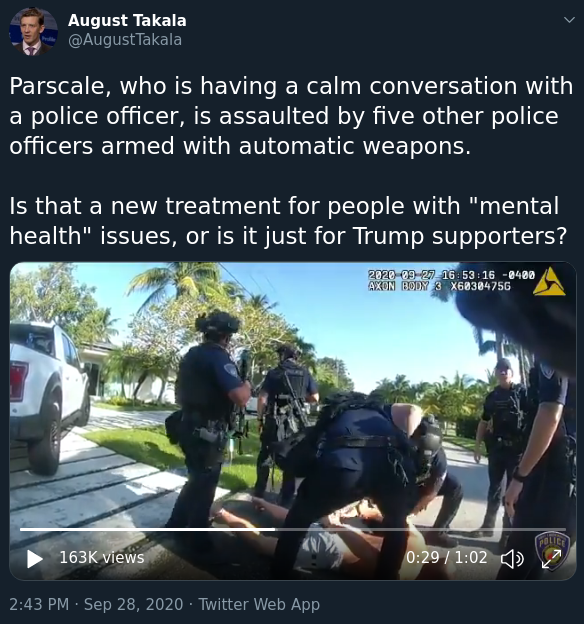 August Takala
@AugustTakala
Parscale, who is having a calm conversation with
a police officer, is assaulted by five other police
officers armed with automatic weapons.
Is that a new treatment for people with "mental
health" issues, or is it just for Trump supporters?
2020-09-27 16:53:16 -0400
AXON BODY 3 X6030475G
163K views
0:29 / 1:02
POLICE
2:43 PM · Sep 28, 2020 · Twitter Web App